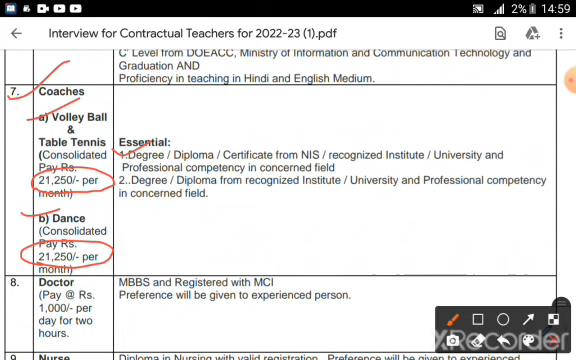 2% 14:59
Interview for Contractual Teachers for 2022-23 (1).pdf
C' Level from DOEACC, Ministry of Information and Communication Technology and
Graduation AND
Proficiency in teaching in Hindi and English Medium.
7. Coaches
a) Volley Ball
&
Table Tennis
(Consolidated
Pay Rs.
21,250/- per
month)
b) Dance
(Consolidated
Pay Rs.
21,250/- per
month)
Essential:
1.Degree / Diploma / Certificate from NIS / recognized Institute / University and
Professional competency in concerned field
2..Degree / Diploma from recognized Institute / University and Professional competency
in concerned field.
8. Doctor
(Pay @ Rs.
1,000/- per
day for two
hours.
MBBS and Registered with MCI
Preference will be given to experienced person.
9. Nurse
Diploma in Nursing with valid registration. Preference will be given to experienced
XRecorder